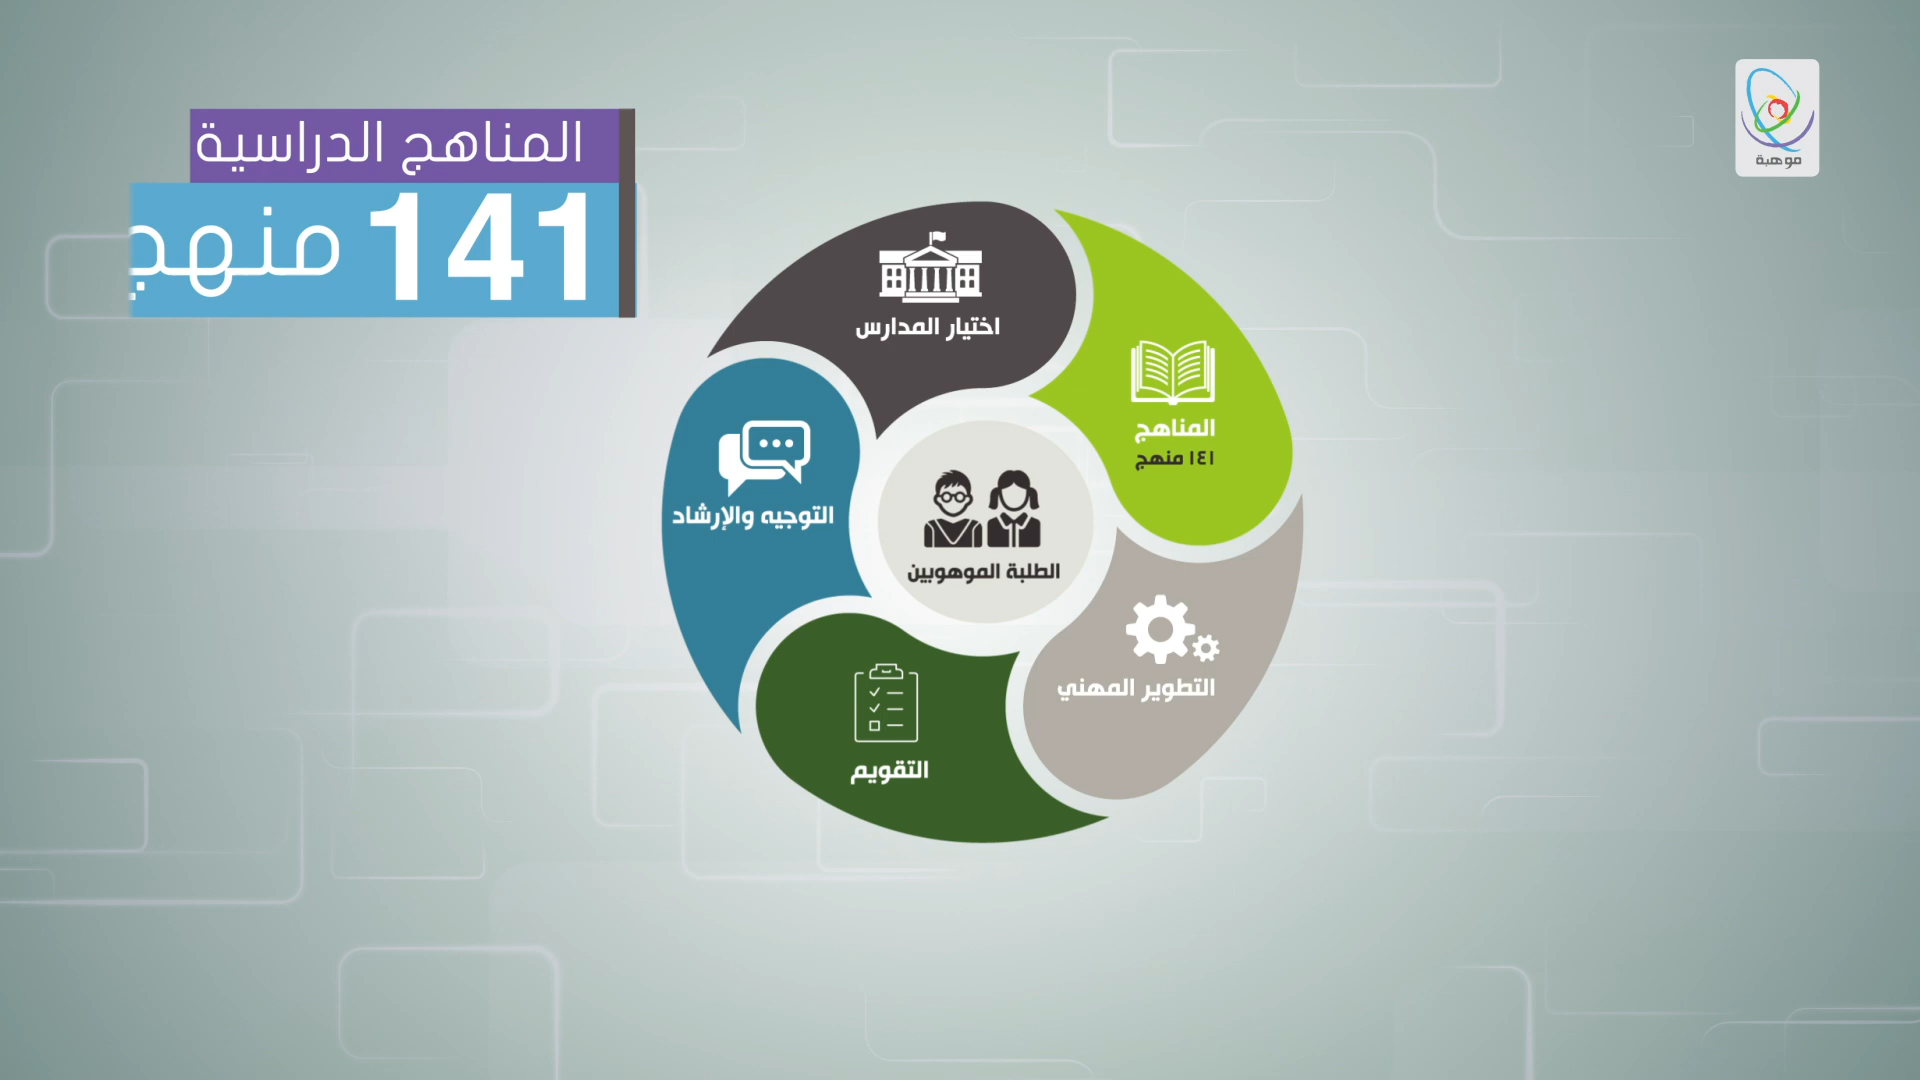 موهبة
المناهج الدراسية
141 منهج
اختيار المدارس
المناهج
١٤١ منهج
التوجيه والإرشاد
الطلبة الموهوبين
التطوير المهني
التقويم